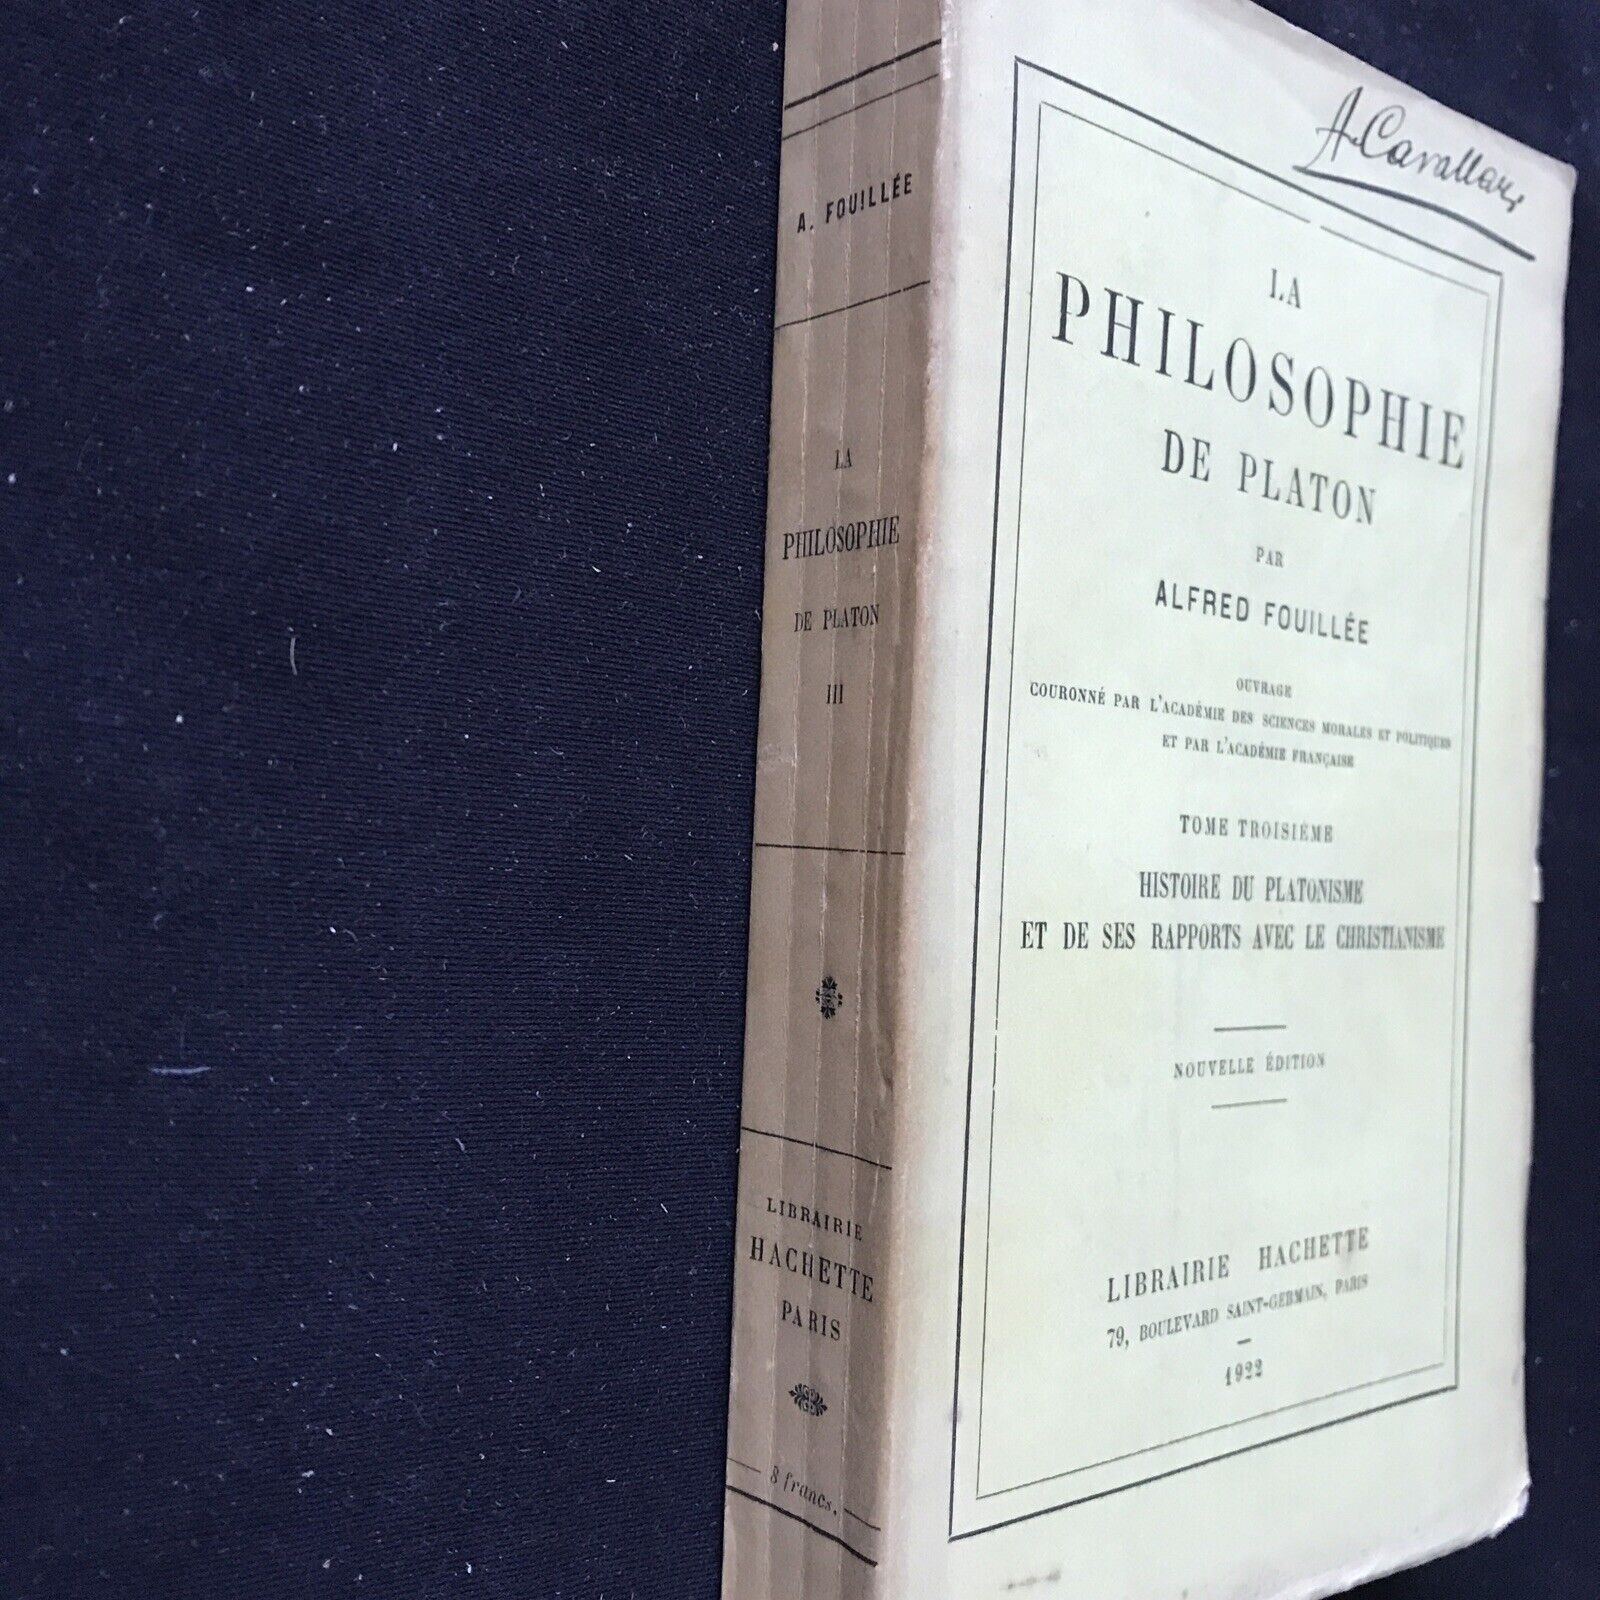 A. FOUILLÉE
LA
PHILOSOPHIE
DE PLATON
III
LIBRAIRIE
HACHETTE
PARIS
8 francs.
A. Cavallari
LA
PHILOSOPHIE
DE PLATON
PAR
ALFRED FOUILLÉE
OUVRAGE
COURONNÉ PAR L'ACADÉMIE DES SCIENCES MORALES ET POLITIQUES
ET PAR L'ACADÉMIE FRANÇAISE
TOME TROISIÈME
HISTOIRE DU PLATONISME
ET DE SES RAPPORTS AVEC LE CHRISTIANISME
NOUVELLE ÉDITION
LIBRAIRIE HACHETTE
79, BOULEVARD SAINT-GERMAIN, PARIS
1922